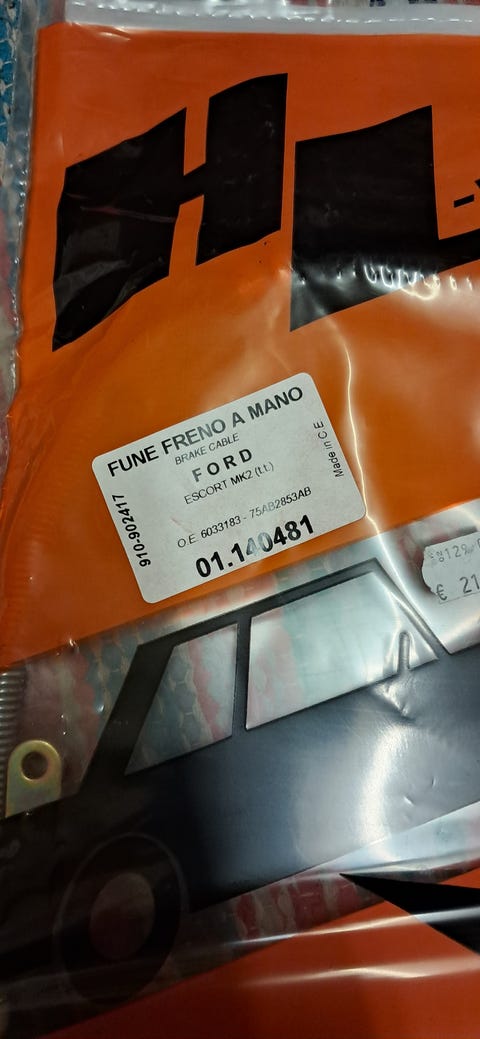 HL
FUNE FRENO A MANO
BRAKE CABLE
FORD
ESCORT MK2 (t.t.)
O.E. 6033183 - 75AB2853AB
01.140481
910-902417
Made in C.E
€ 21